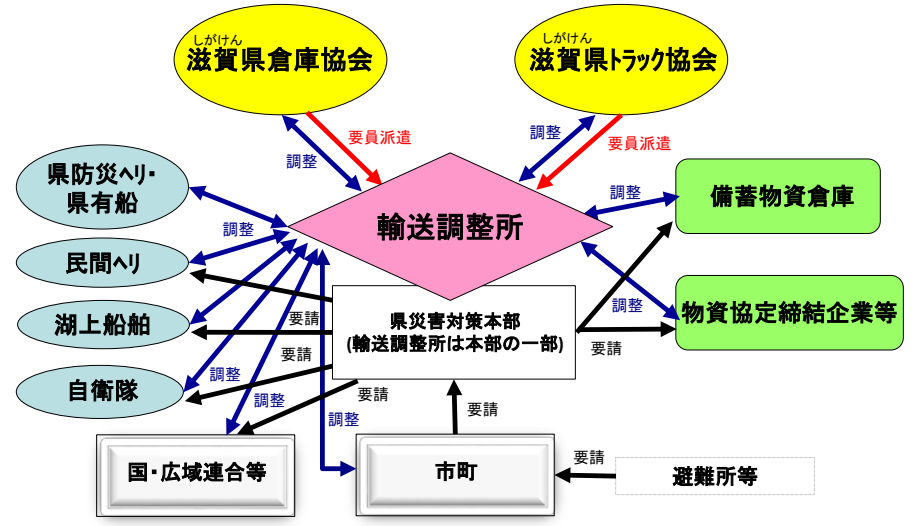 しがけん
滋賀県倉庫協会
しがけん
滋賀県トラック協会
要員派遣
調整
調整
要員派遣
県防災ヘリ・
県有船
調整
輸送調整所
調整
備蓄物資倉庫
民間ヘリ
湖上船舶
要請
県災害対策本部
(輸送調整所は本部の一部)
調整
物資協定締結企業等
要請
自衛隊
調整
要請
調整
要請
調整
要請
国・広域連合等
市町
要請
避難所等